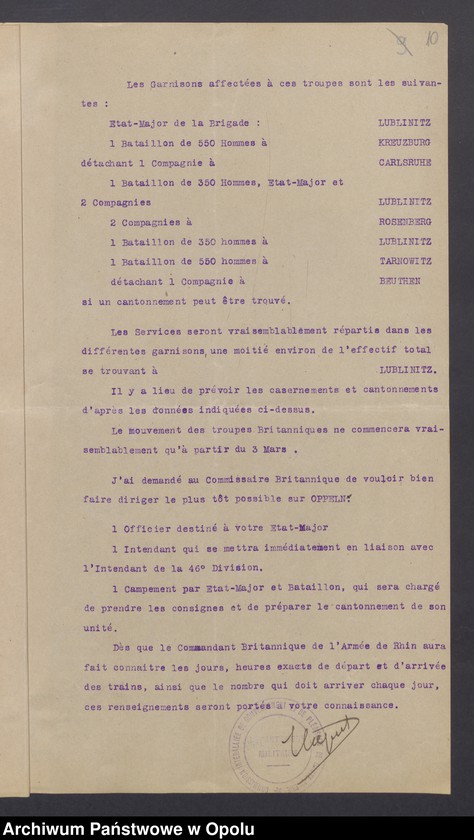 10
Les Garnisons affectées à ces troupes sont les suivan-
tes :
Etat-Major de la Brigade : LUBLINITZ
1 Bataillon de 550 Hommes à KREUZBURG
détachant 1 Compagnie à CARLSRUHE
1 Bataillon de 350 Hommes, Etat-Major et
2 Compagnies LUBLINITZ
2 Compagnies à ROSENBERG
1 Bataillon de 350 hommes à LUBLINITZ
1 Bataillon de 550 hommes à TARNOWITZ
détachant 1 Compagnie à BEUTHEN
si un cantonnement peut être trouvé.
Les Services seront vraisemblablement répartis dans les
différentes garnisons, une moitié environ de l'effectif total
se trouvant à LUBLINITZ.
Il y a lieu de prévoir les casernements et cantonnements
d'après les données indiquées ci-dessus.
Le mouvement des troupes Britanniques ne commencera vrai-
semblablement qu'à partir du 3 Mars .
J'ai demandé au Commissaire Britannique de vouloir bien
faire diriger le plus tôt possible sur OPPELN:
1 Officier destiné à votre Etat-Major
1 Intendant qui se mettra immédiatement en liaison avec
l'Intendant de la 46° Division.
1 Campement par Etat-Major et Bataillon, qui sera chargé
de prendre les consignes et de préparer le cantonnement de son
unité.
Dès que le Commandant Britannique de l'Armée de Rhin aura
fait connaitre les jours, heures exacts de départ et d'arrivée
des trains, ainsi que le nombre qui doit arriver chaque jour,
ces renseignements seront portés à votre connaissance.
Archiwum Państwowe w Opolu